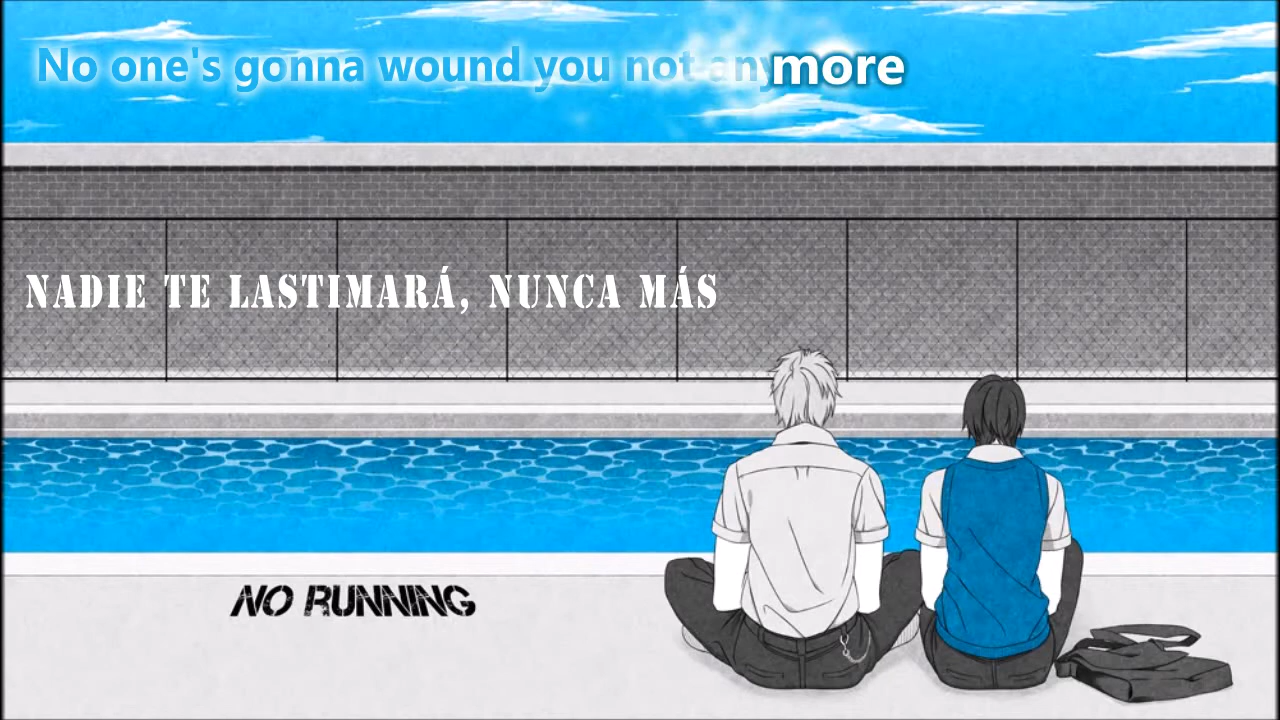 No one's gonna wound you not anymore
NADIE TE LASTIMARÁ, NUNCA MÁS
NO RUNNING